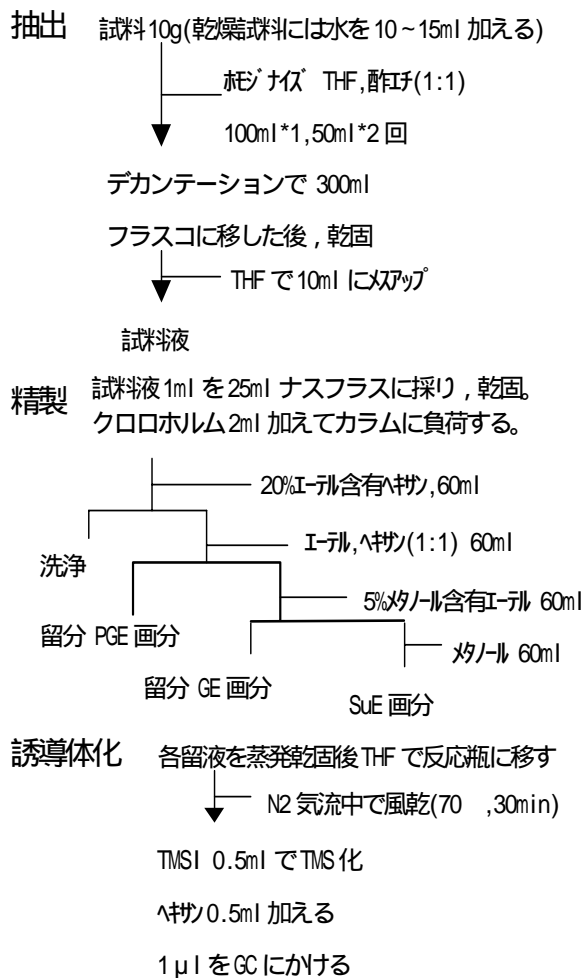 抽出 試料10g(乾燥試料には水を10~15ml加える)
ﾎﾓｼﾞﾅｲｽﾞ THF,酢ｴﾁ(1:1)
100ml*1,50ml*2回
デカンテーションで 300ml
フラスコに移した後,乾固
THFで10mlにﾒｽｱｯﾌﾟ
試料液
精製 試料液1mlを25mlナスフラスに採り,乾固。
クロロホルム2ml加えてカラムに負荷する。
20%ｴｰﾃﾙ含有ﾍｷｻﾝ,60ml
ｴｰﾃﾙ,ﾍｷｻﾝ(1:1) 60ml
洗浄
5%ﾒﾀﾉｰﾙ含有ｴｰﾃﾙ 60ml
留分 PGE画分
ﾒﾀﾉｰﾙ 60ml
留分 GE画分
SuE画分
誘導体化 各留液を蒸発乾固後THFで反応瓶に移す
N2気流中で風乾(70 ,30min)
TMSI 0.5mlでTMS化
ﾍｷｻﾝ0.5ml加える
1μlをGCにかける